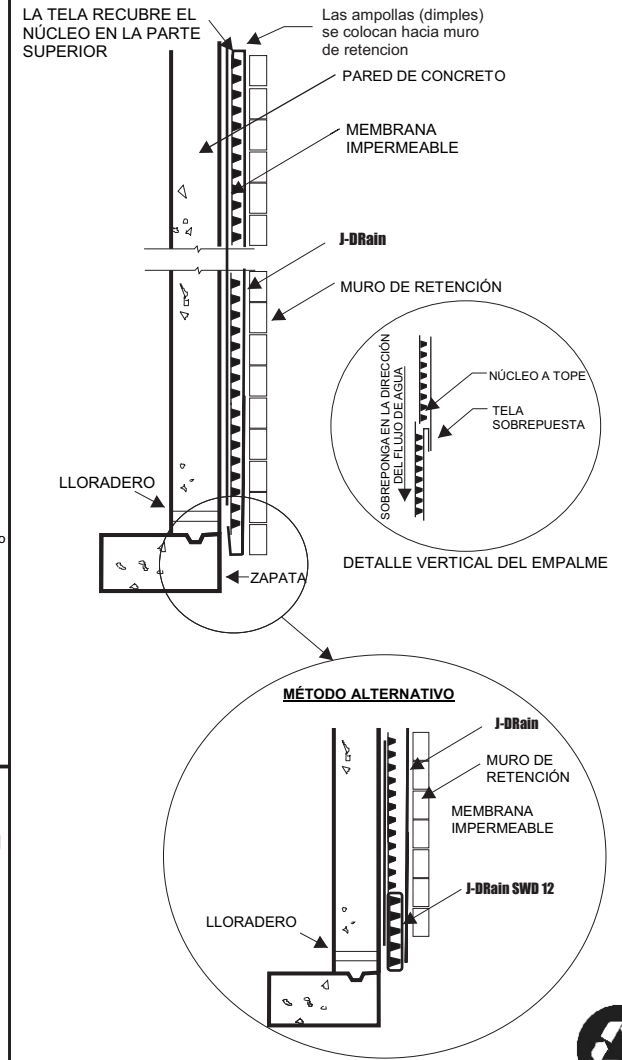 LA TELA RECUBRE EL
NÚCLEO EN LA PARTE
SUPERIOR
Las ampollas (dimples)
se colocan hacia muro
de retencion
PARED DE CONCRETO
MEMBRANA
IMPERMEABLE
J-DRain
MURO DE RETENCIÓN
SOBREPONGA EN LA DIRECCIÓN
DEL FLUJO DE AGUA
NÚCLEO A TOPE
TELA
SOBREPUESTA
LLORADERO
DETALLE VERTICAL DEL EMPALME
ZAPATA
MÉTODO ALTERNATIVO
J-DRain
MURO DE
RETENCIÓN
MEMBRANA
IMPERMEABLE
J-DRain SWD 12
LLORADERO